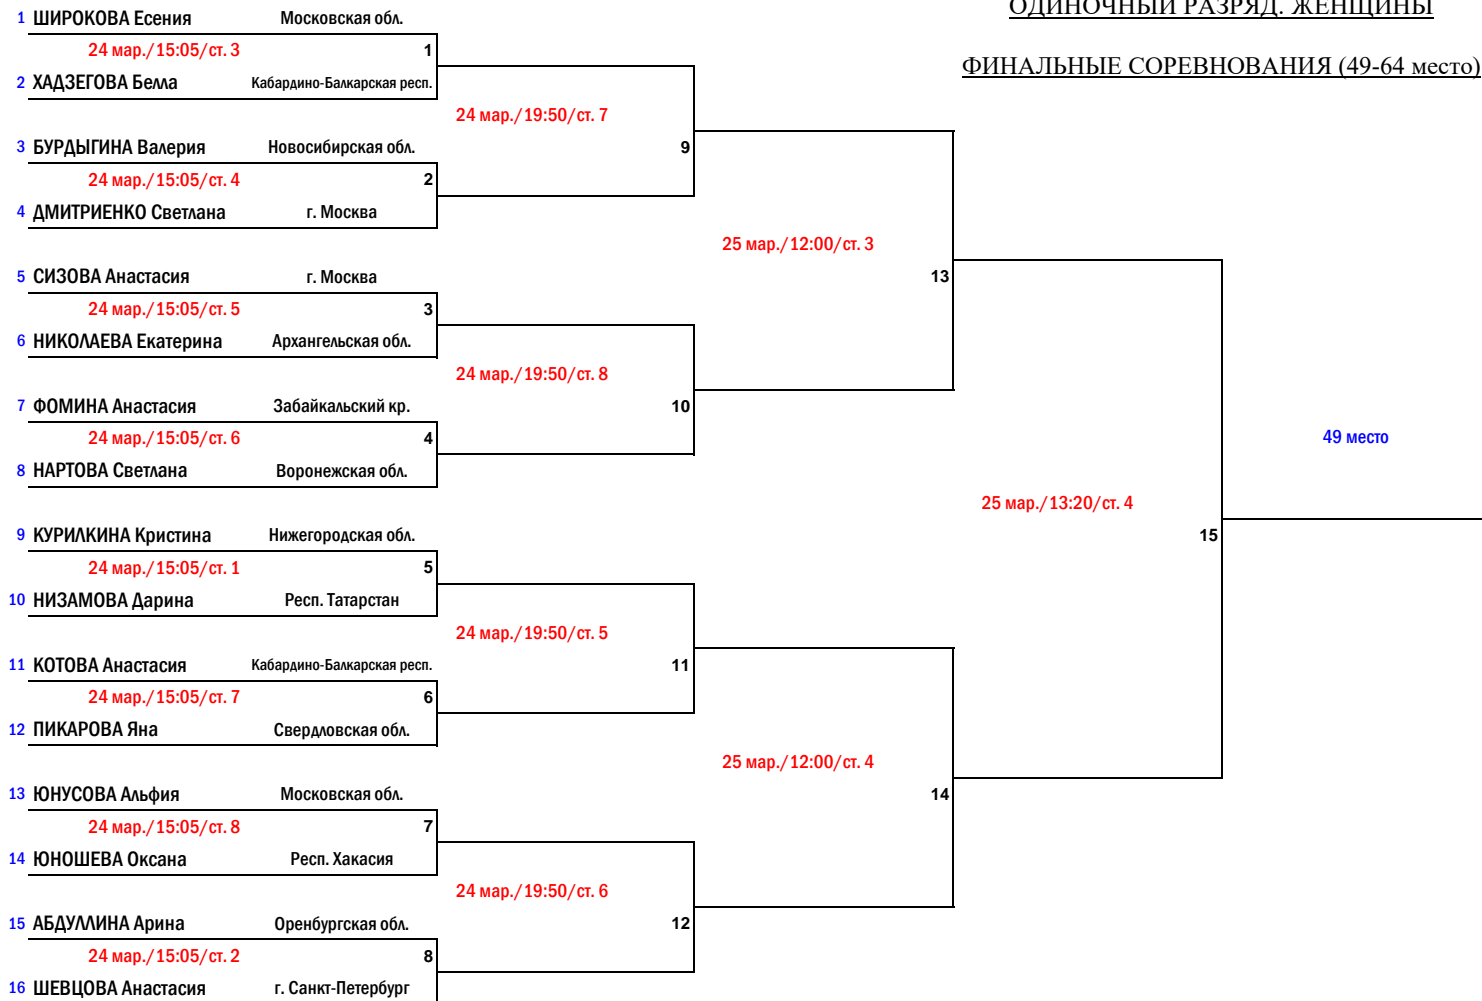 ОДИНОЧНЫЙ РАЗРЯД. ЖЕНЩИНЫ
ФИНАЛЬНЫЕ СОРЕВНОВАНИЯ (49-64 место)
1 ШИРОКОВА Есения Московская обл.
24 мар./15:05/ст. 3 1
2 ХАДЗЕГОВА Белла Кабардино-Балкарская респ.
24 мар./19:50/ст. 7
3 БУРДЫГИНА Валерия Новосибирская обл. 9
24 мар./15:05/ст. 4 2
4 ДМИТРИЕНКО Светлана г. Москва
25 мар./12:00/ст. 3
5 СИЗОВА Анастасия г. Москва 13
24 мар./15:05/ст. 5 3
6 НИКОЛАЕВА Екатерина Архангельская обл.
24 мар./19:50/ст. 8
7 ФОМИНА Анастасия Забайкальский кр. 10
24 мар./15:05/ст. 6 4 49 место
8 НАРТОВА Светлана Воронежская обл.
25 мар./13:20/ст. 4
9 КУРИЛКИНА Кристина Нижегородская обл. 15
24 мар./15:05/ст. 1 5
10 НИЗАМОВА Дарина Респ. Татарстан
24 мар./19:50/ст. 5
11 КОТОВА Анастасия Кабардино-Балкарская респ. 11
24 мар./15:05/ст. 7 6
12 ПИКАРОВА Яна Свердловская обл.
25 мар./12:00/ст. 4
13 ЮНУСОВА Альфия Московская обл. 14
24 мар./15:05/ст. 8 7
14 ЮНОШЕВА Оксана Респ. Хакасия
24 мар./19:50/ст. 6
15 АБДУЛЛИНА Арина Оренбургская обл. 12
24 мар./15:05/ст. 2 8
16 ШЕВЦОВА Анастасия г. Санкт-Петербург